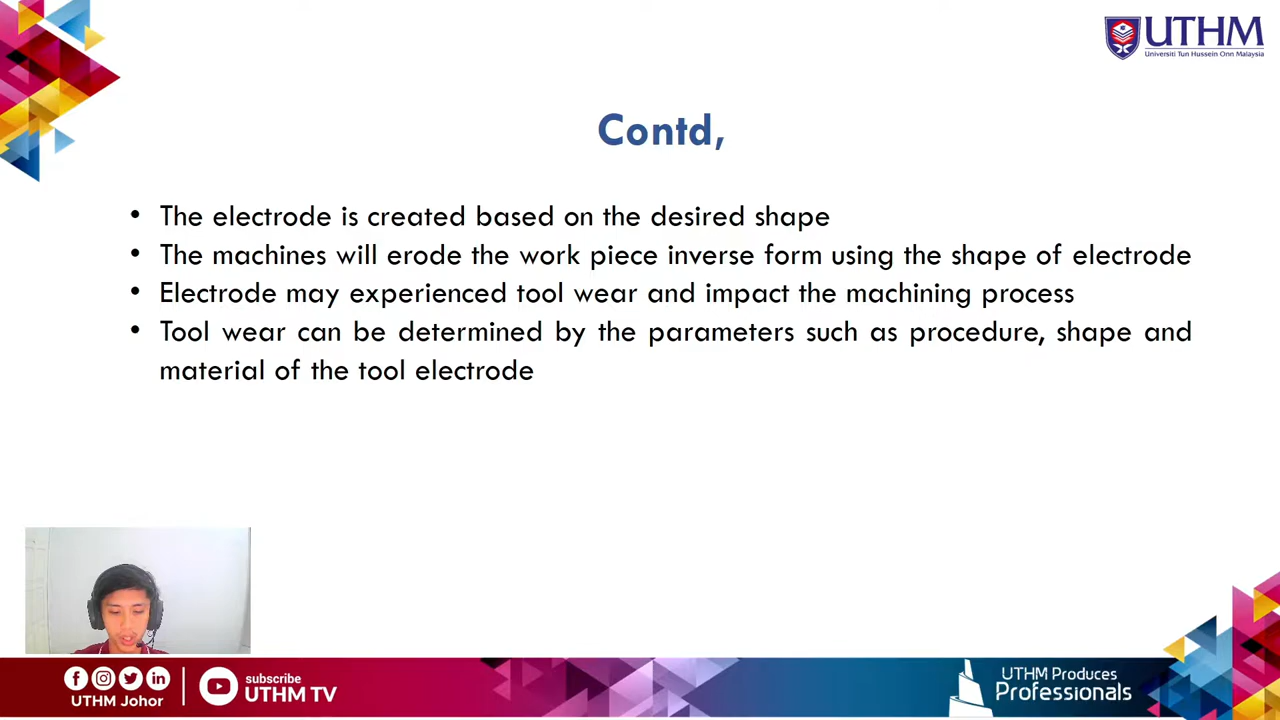 UTHM
Universiti Tun Hussein Onn Malaysia
Contd,
• The electrode is created based on the desired shape
• The machines will erode the work piece inverse form using the shape of electrode
• Electrode may experienced tool wear and impact the machining process
• Tool wear can be determined by the parameters such as procedure, shape and
material of the tool electrode
UTHM Johor
subscribe
UTHM TV
UTHM Produces
Professionals